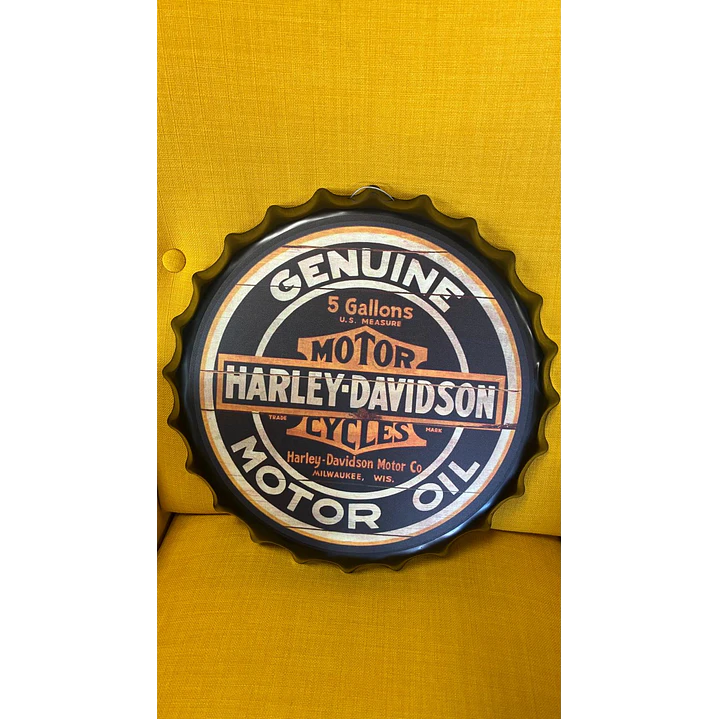 GENUINE
5 Gallons
U.S. MEASURE
MOTOR
HARLEY-DAVIDSON
TRADE MARK
CYCLES
Harley-Davidson Motor Co
MILWAUKEE, WIS.
MOTOR OIL